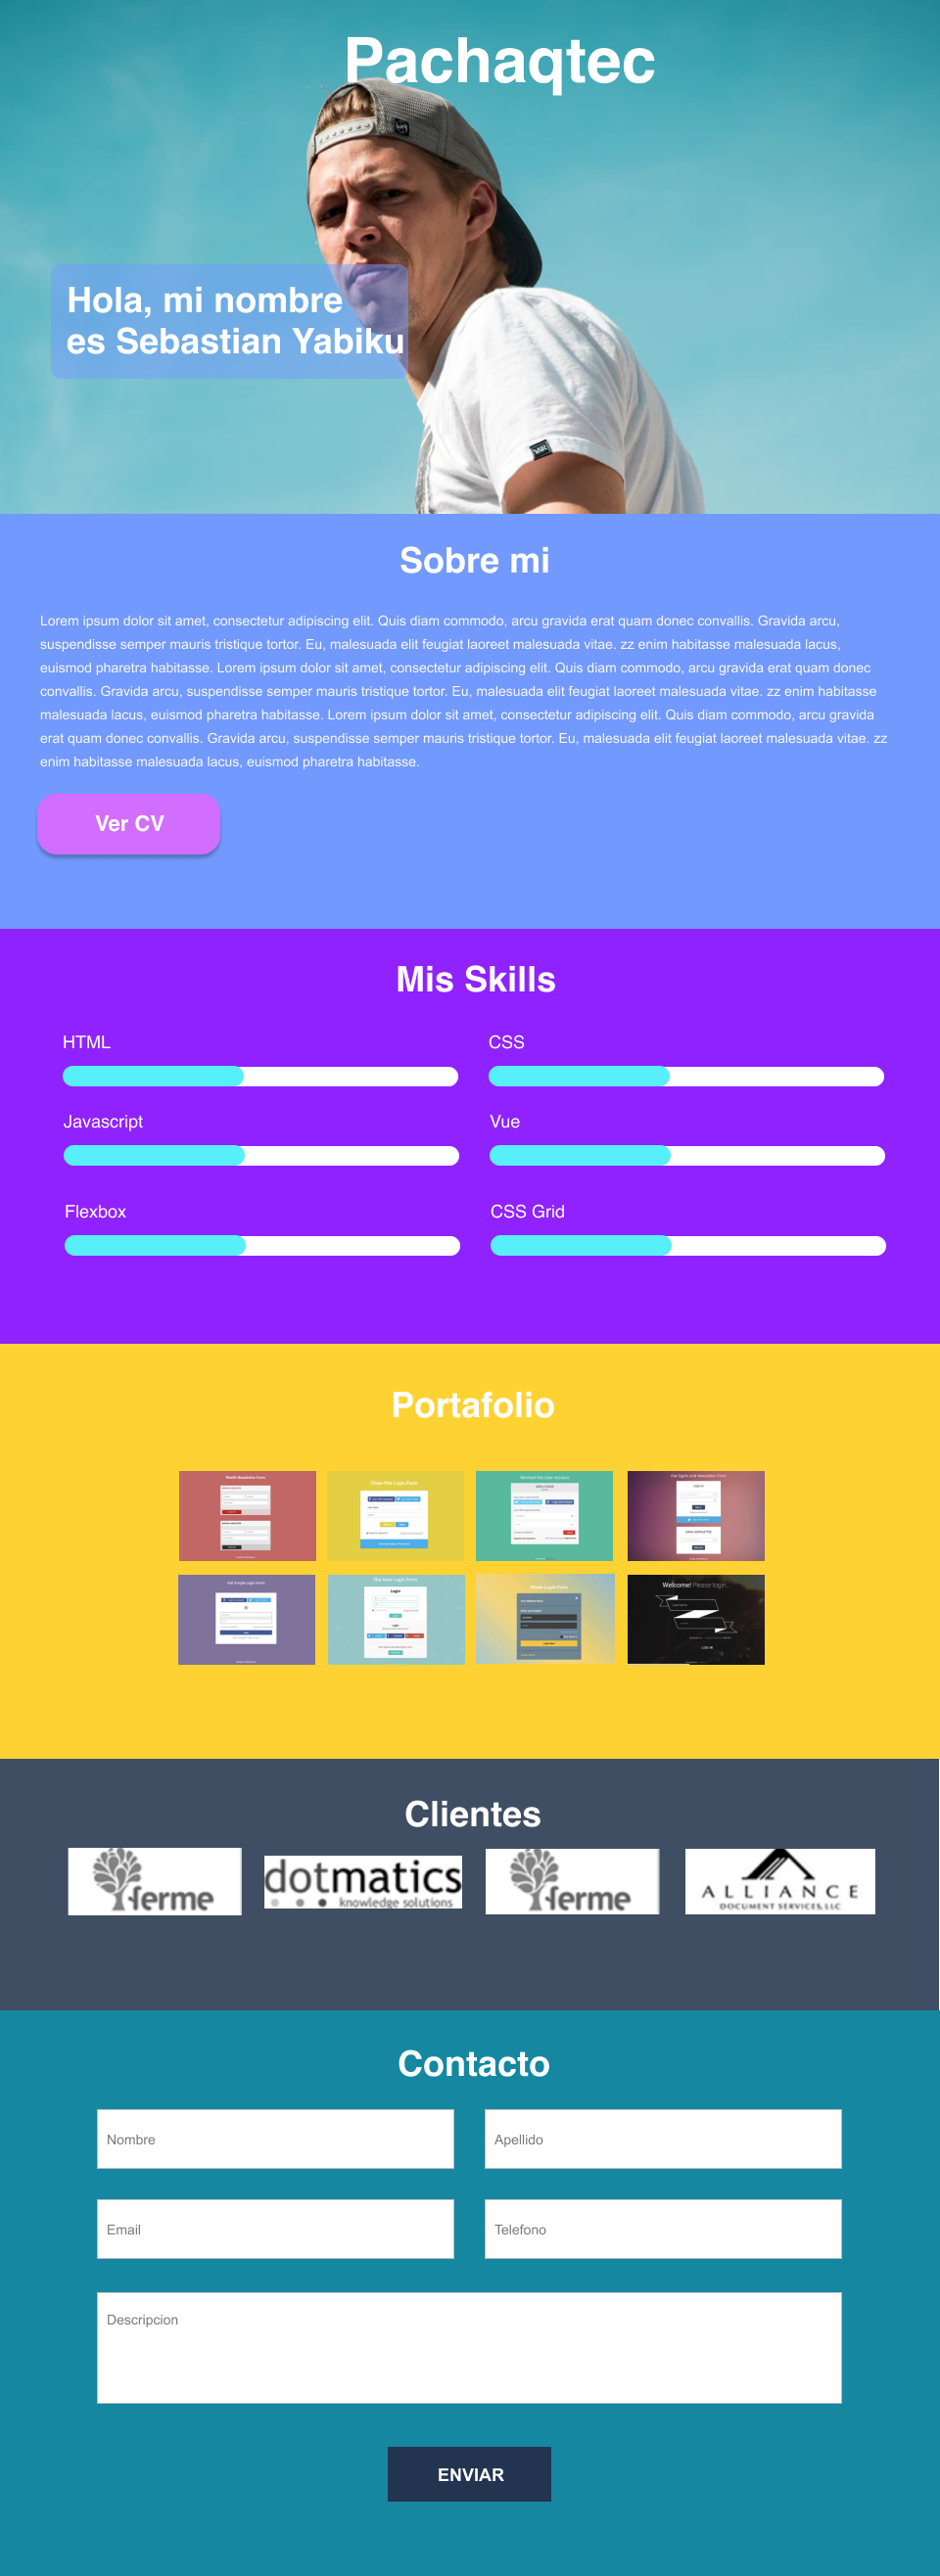 Pachaqtec
Hola, mi nombre
es Sebastian Yabiku
Sobre mi
Lorem ipsum dolor sit amet, consectetur adipiscing elit. Quis diam commodo, arcu gravida erat quam donec convallis. Gravida arcu,
suspendisse semper mauris tristique tortor. Eu, malesuada elit feugiat laoreet malesuada vitae. zz enim habitasse malesuada lacus,
euismod pharetra habitasse. Lorem ipsum dolor sit amet, consectetur adipiscing elit. Quis diam commodo, arcu gravida erat quam donec
convallis. Gravida arcu, suspendisse semper mauris tristique tortor. Eu, malesuada elit feugiat laoreet malesuada vitae. zz enim habitasse
malesuada lacus, euismod pharetra habitasse. Lorem ipsum dolor sit amet, consectetur adipiscing elit. Quis diam commodo, arcu gravida
erat quam donec convallis. Gravida arcu, suspendisse semper mauris tristique tortor. Eu, malesuada elit feugiat laoreet malesuada vitae. zz
enim habitasse malesuada lacus, euismod pharetra habitasse.
Ver CV
Mis Skills
HTML
CSS
Javascript
Vue
Flexbox
CSS Grid
Portafolio
Welcome! Please login.
Login
LOG IN
Clientes
ferme
dotmatics
knowledge solutions
ferme
ALLIANCE
DOCUMENT SERVICES, LLC
Contacto
Nombre
Apellido
Email
Telefono
Descripcion
ENVIAR